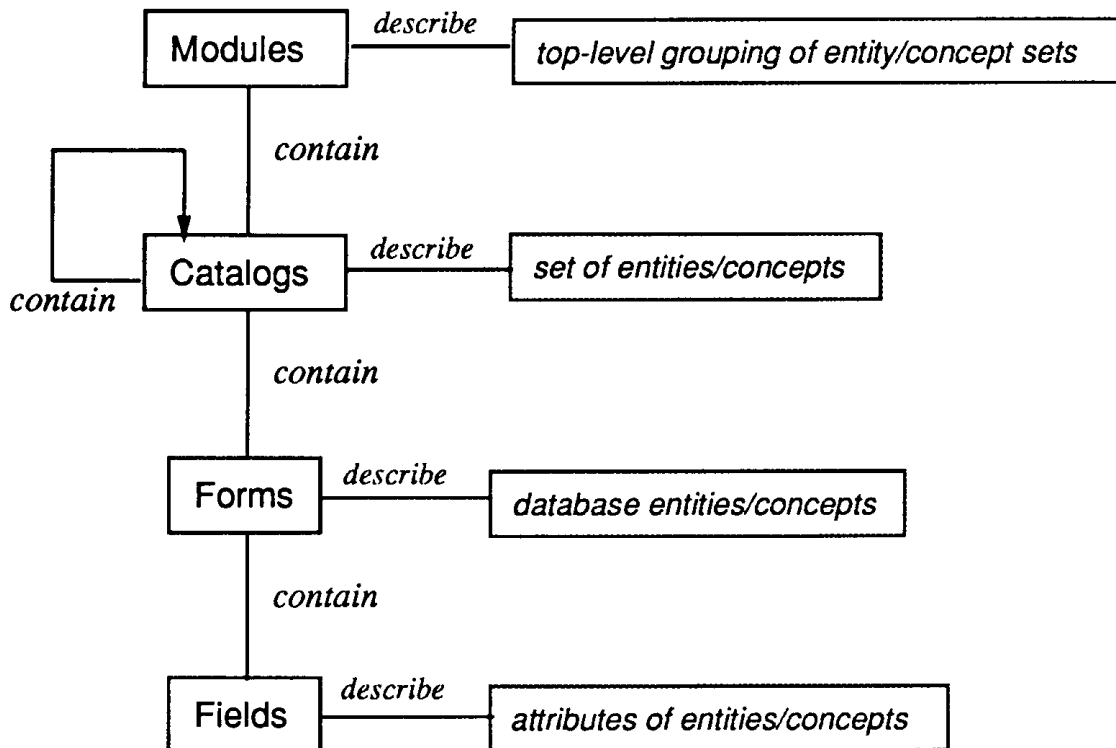 Modules
describe
top-level grouping of entity/concept sets
contain
Catalogs
describe
set of entities/concepts
contain
contain
Forms
describe
database entities/concepts
contain
Fields
describe
attributes of entities/concepts